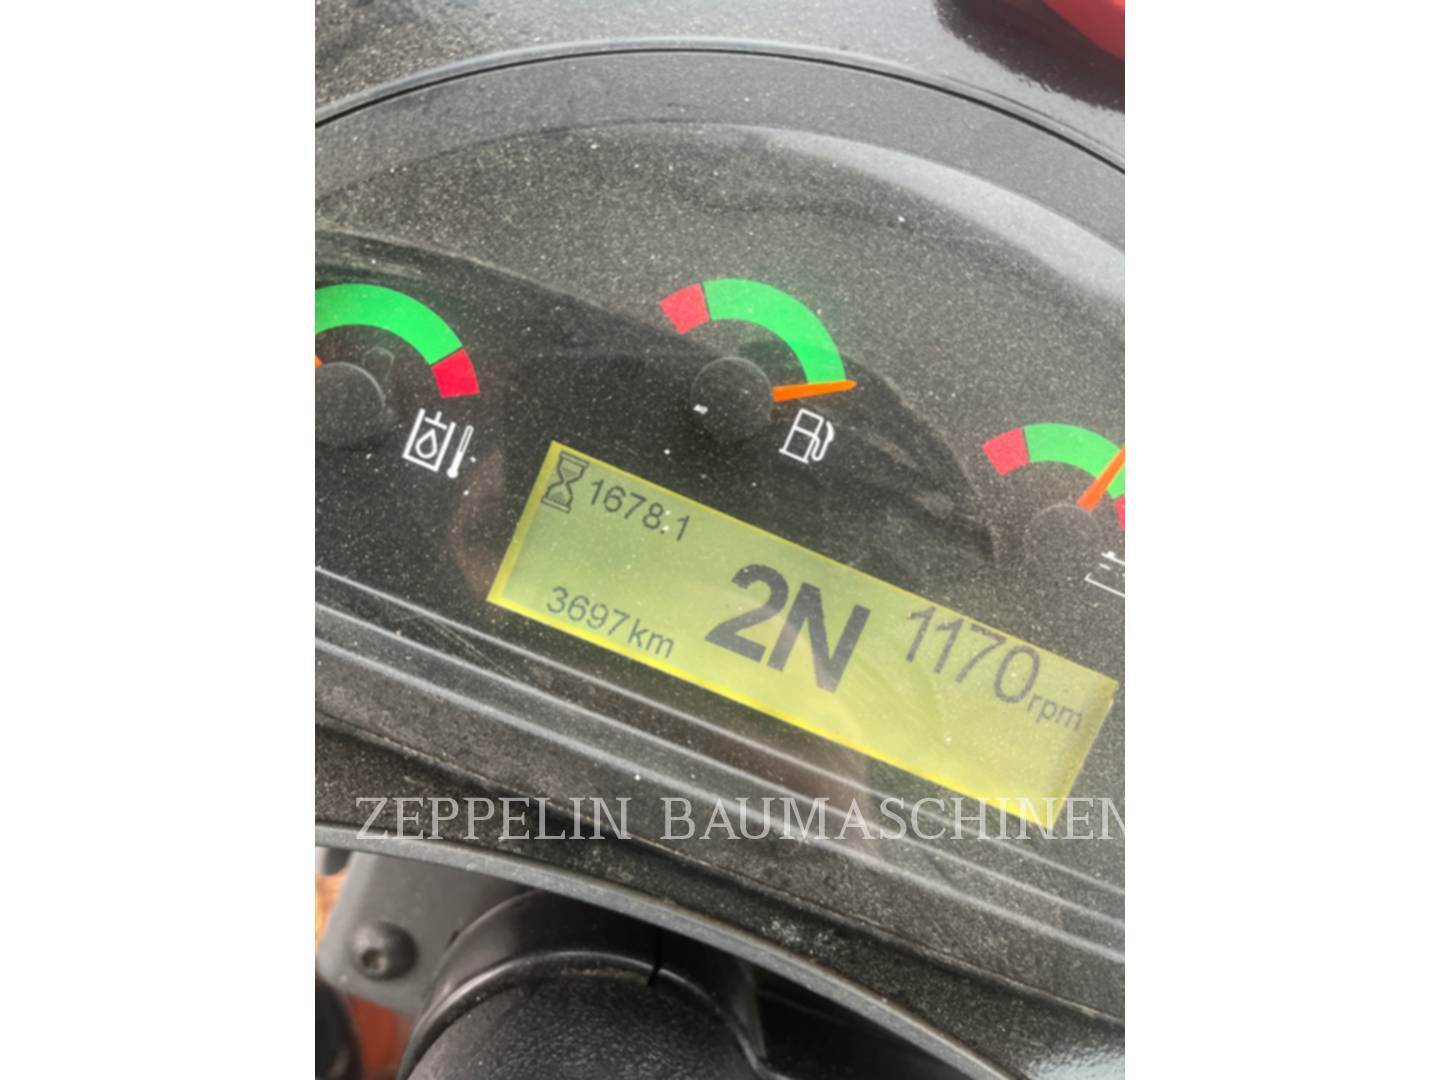 1678.1
2N
1170rpm
3697km
ZEPPELIN BAUMASCHINEN